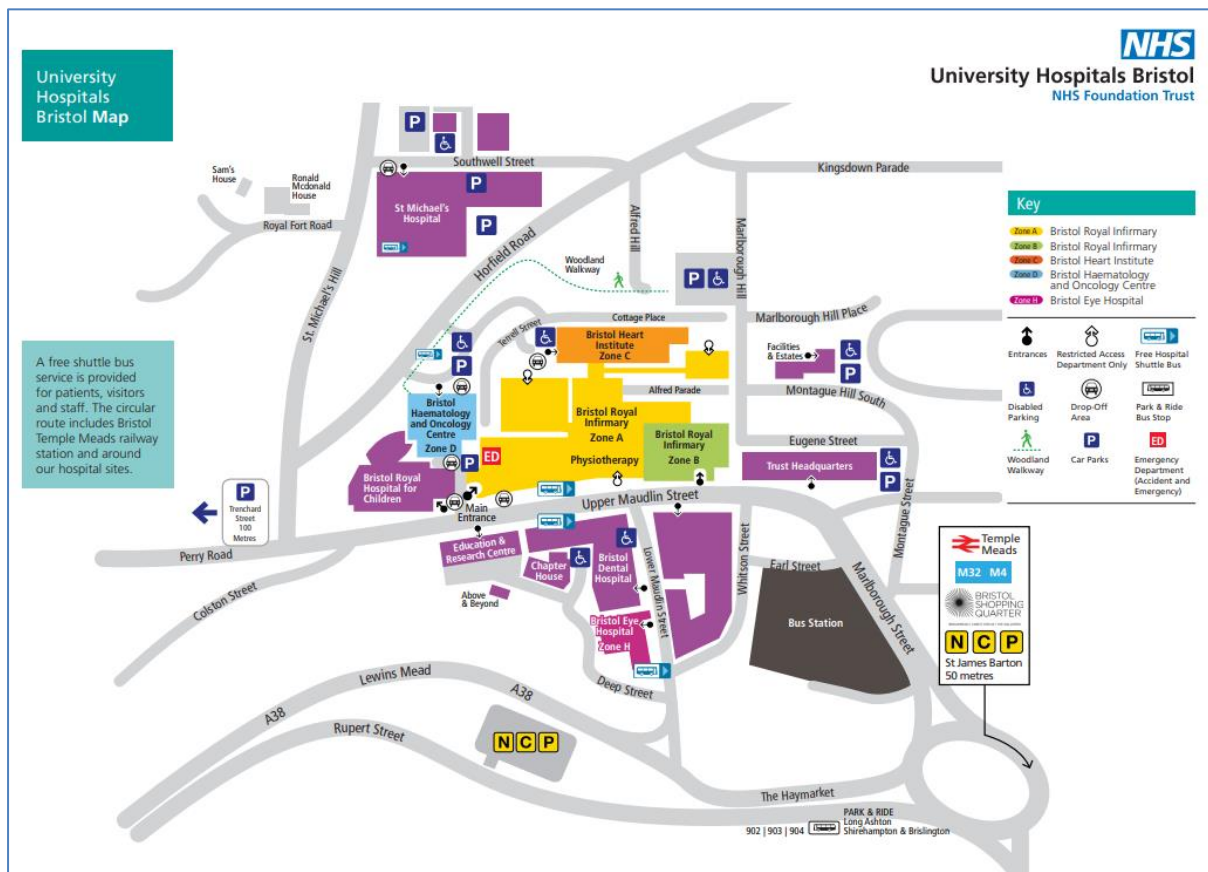 University
Hospitals
Bristol Map
NHS
University Hospitals Bristol
NHS Foundation Trust
A free shuttle bus
service is provided
for patients, visitors
and staff. The circular
route includes Bristol
Temple Meads railway
station and around
our hospital sites.
P
Southwell Street
Kingsdown Parade
Sam's
House
Ronald
Mcdonald
House
Royal Fort Road
St Michael's
Hospital
P
P
St. Michael's Hill
Horfield Road
Alfred Hill
Marlborough Hill
Woodland
Walkway
P
Cottage Place
Marlborough Hill Place
Terrell Street
Bristol Heart
Institute
Zone C
Facilities
& Estates
P
P
Alfred Parade
Montague Hill South
Bristol
Haematology
and Oncology
Centre
Zone D
Bristol Royal
Infirmary
Zone A
Physiotherapy
Bristol Royal
Infirmary
Zone B
Eugene Street
Trust Headquarters
P
P
ED
Bristol Royal
Hospital for
Children
Main
Entrance
Upper Maudlin Street
Montague Street
P
Trenchard
Street
100
Metres
Perry Road
Colston Street
Education &
Research Centre
Chapter
House
Above &
Beyond
Bristol
Dental
Hospital
Bristol Eye
Hospital
Zone H
Lower Maudlin Street
Whitson Street
Earl Street
Bus Station
Marlborough Street
Deep Street
Lewins Mead
A38
A38
Rupert Street
NCP
The Haymarket
902 | 903 | 904
PARK & RIDE
Long Ashton
Shirehampton & Brislington
Key
Zone A Bristol Royal Infirmary
Zone B Bristol Royal Infirmary
Zone C Bristol Heart Institute
Zone D Bristol Haematology
and Oncology Centre
Zone H Bristol Eye Hospital
Entrances
Restricted Access
Department Only
Free Hospital
Shuttle Bus
Disabled
Parking
Drop-Off
Area
Park & Ride
Bus Stop
Woodland
Walkway
P
Car Parks
ED
Emergency
Department
(Accident and
Emergency)
Temple
Meads
M32 M4
BRISTOL
SHOPPING
QUARTER
NCP
St James Barton
50 metres